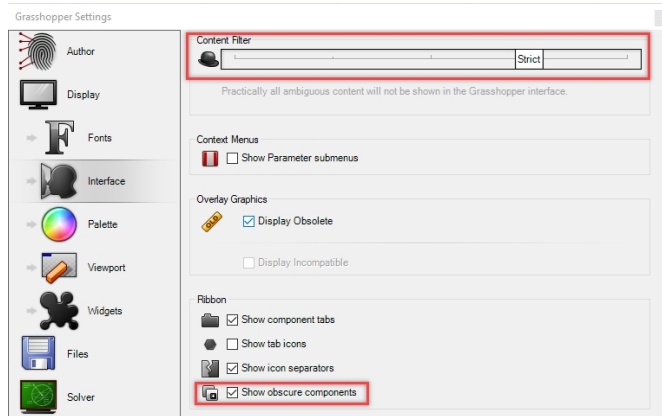 Grasshopper Settings
Author
Display
Fonts
Interface
Palette
Viewport
Widgets
Files
Solver
Content Filter
Strict
Practically all ambiguous content will not be shown in the Grasshopper interface.
Context Menus
Show Parameter submenus
Overlay Graphics
OLD
Display Obsolete
Display Incompatible
Ribbon
Show component tabs
Show tab icons
Show icon separators
Show obscure components